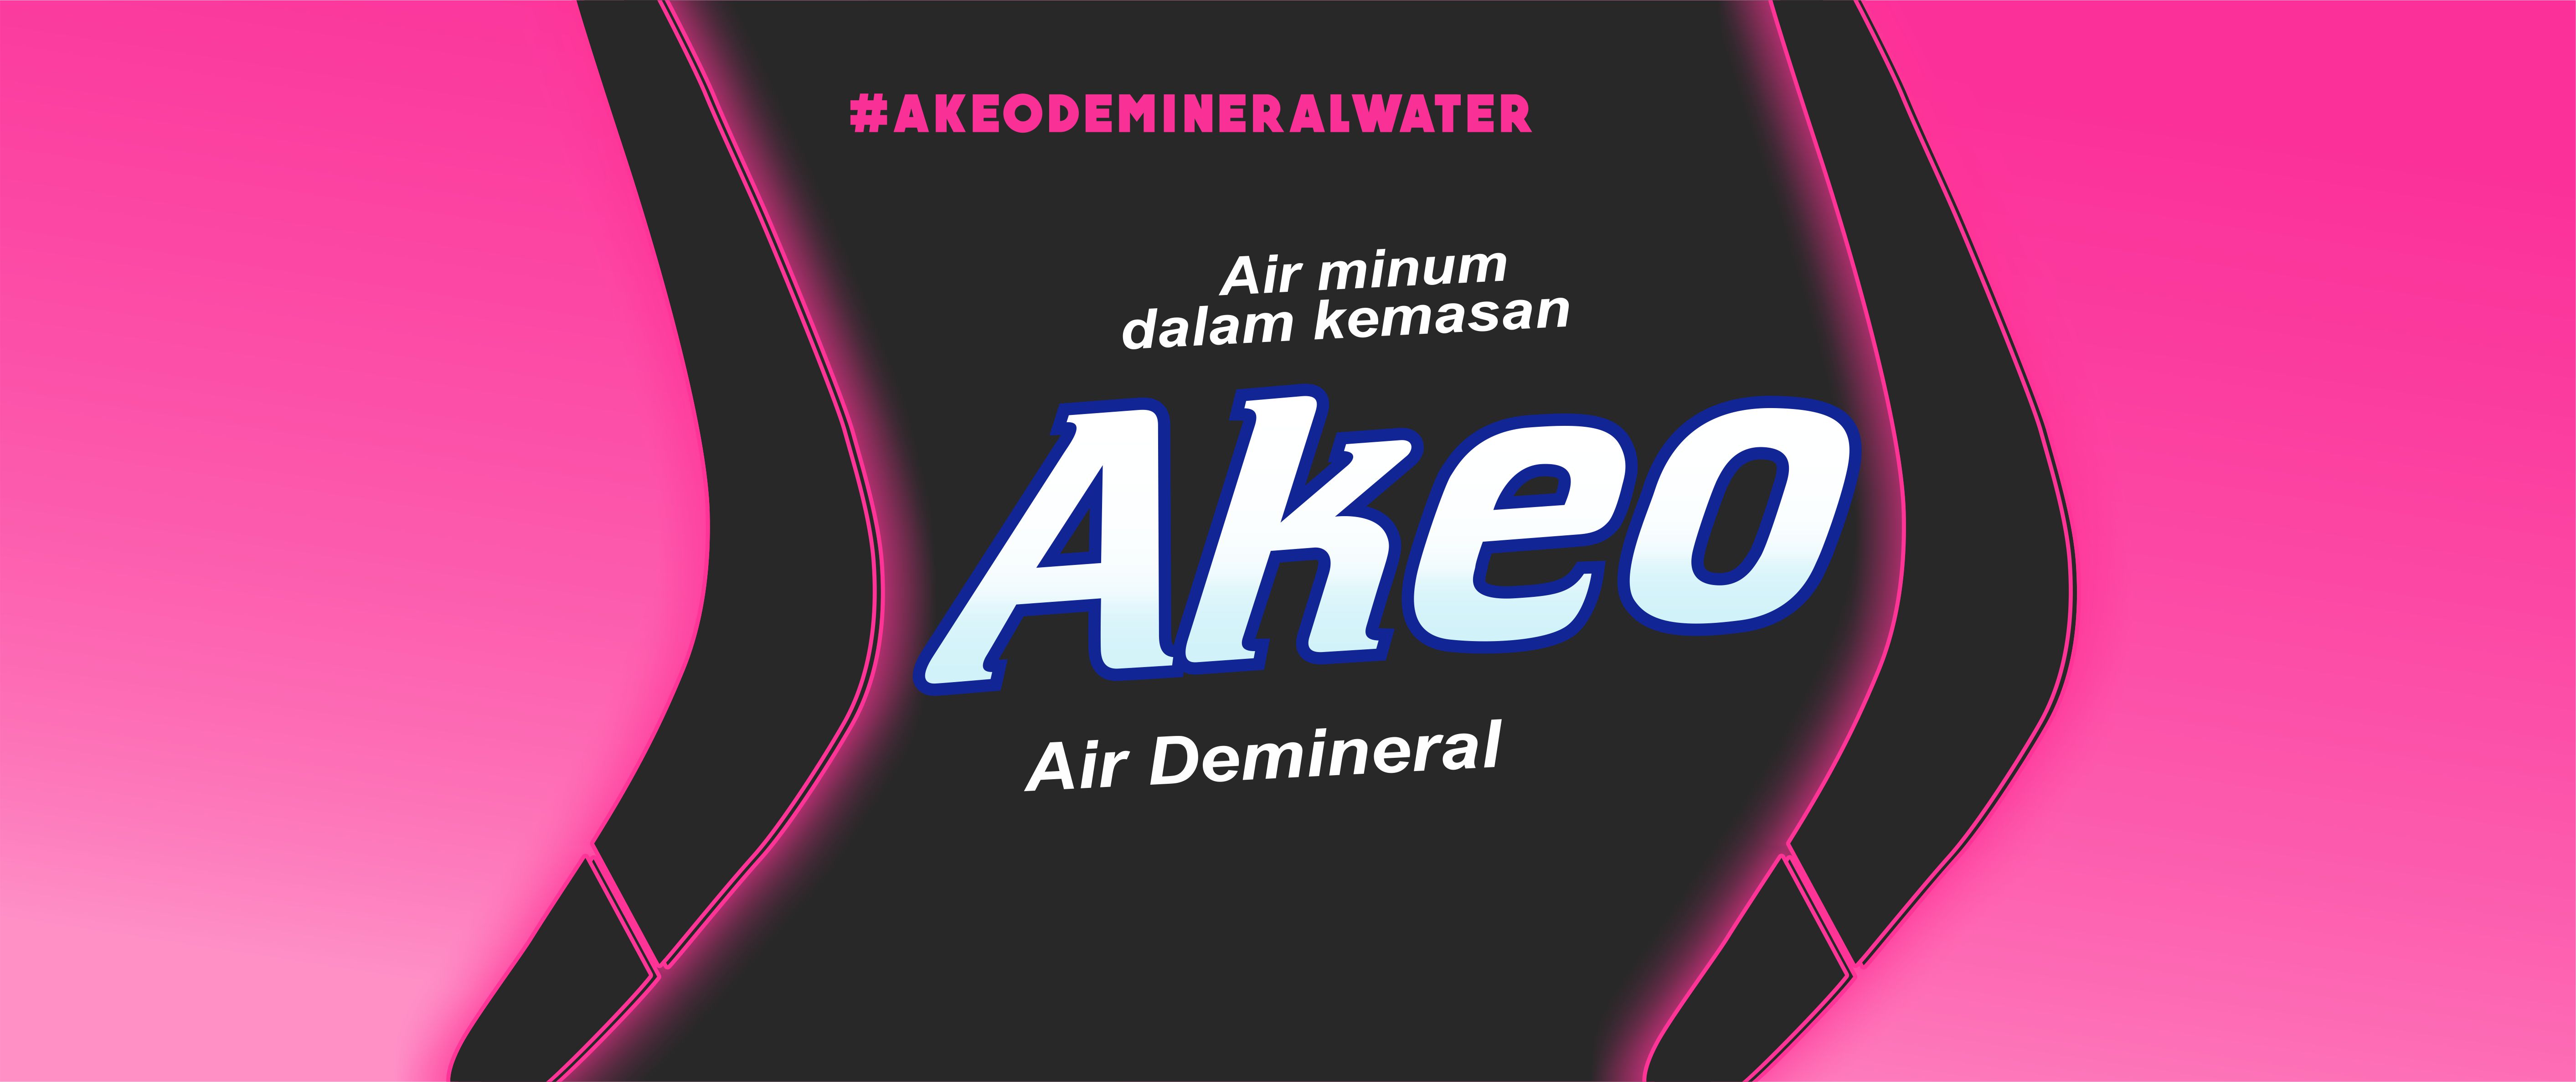 #AKEODEMINERALWATER
Air minum
dalam kemasan
Akeo
Air Demineral